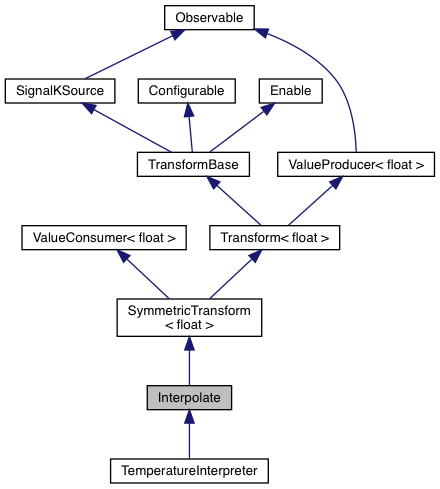 Observable
SignalKSource
Configurable
Enable
TransformBase
ValueProducer< float >
ValueConsumer< float >
Transform< float >
SymmetricTransform
< float >
Interpolate
TemperatureInterpreter